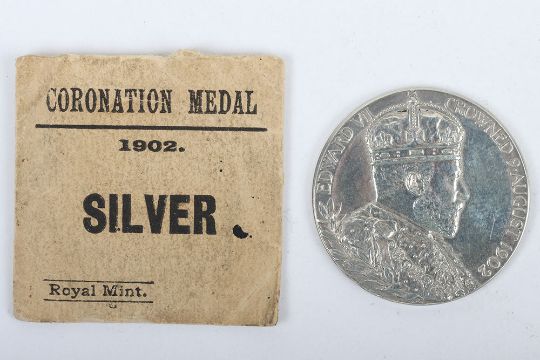 CORONATION MEDAL
1902.
SILVER
Royal Mint.
EDWARD VII CROWNED 9 AUGUST 1902